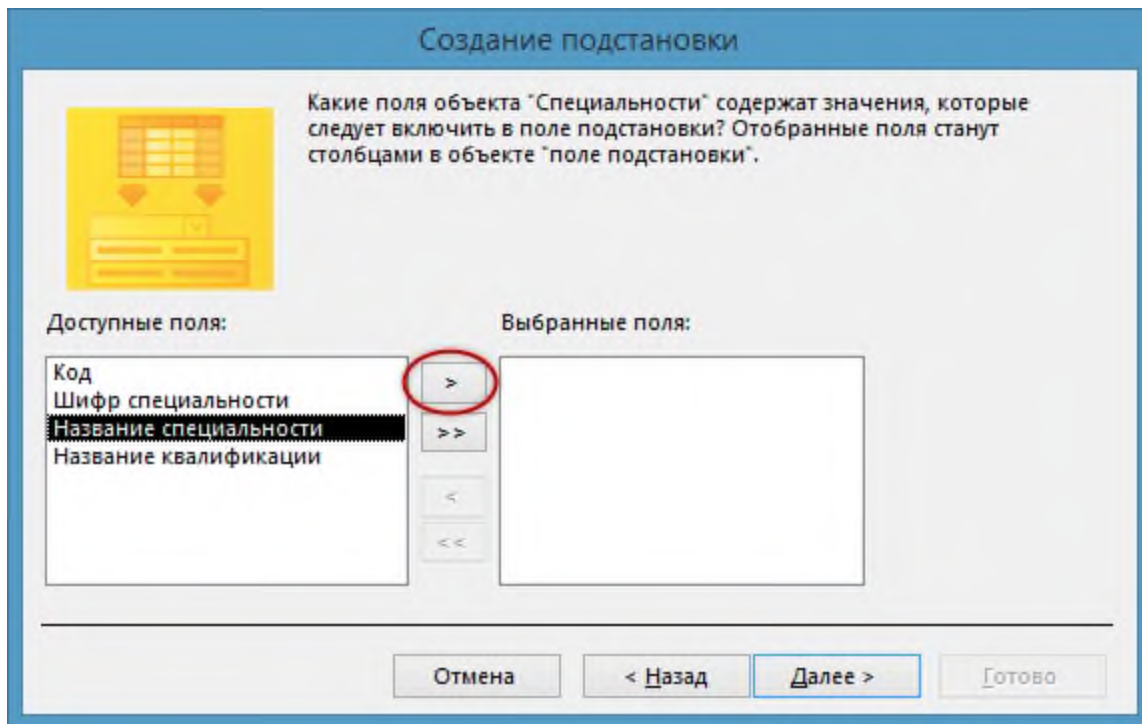 Создание подстановки
Какие поля объекта "Специальности" содержат значения, которые
следует включить в поле подстановки? Отобранные поля станут
столбцами в объекте "поле подстановки".
Доступные поля:
Выбранные поля:
Код
Шифр специальности
Название специальности
Название квалификации
>
>>
<
<<
Отмена
< Назад
Далее >
Готово